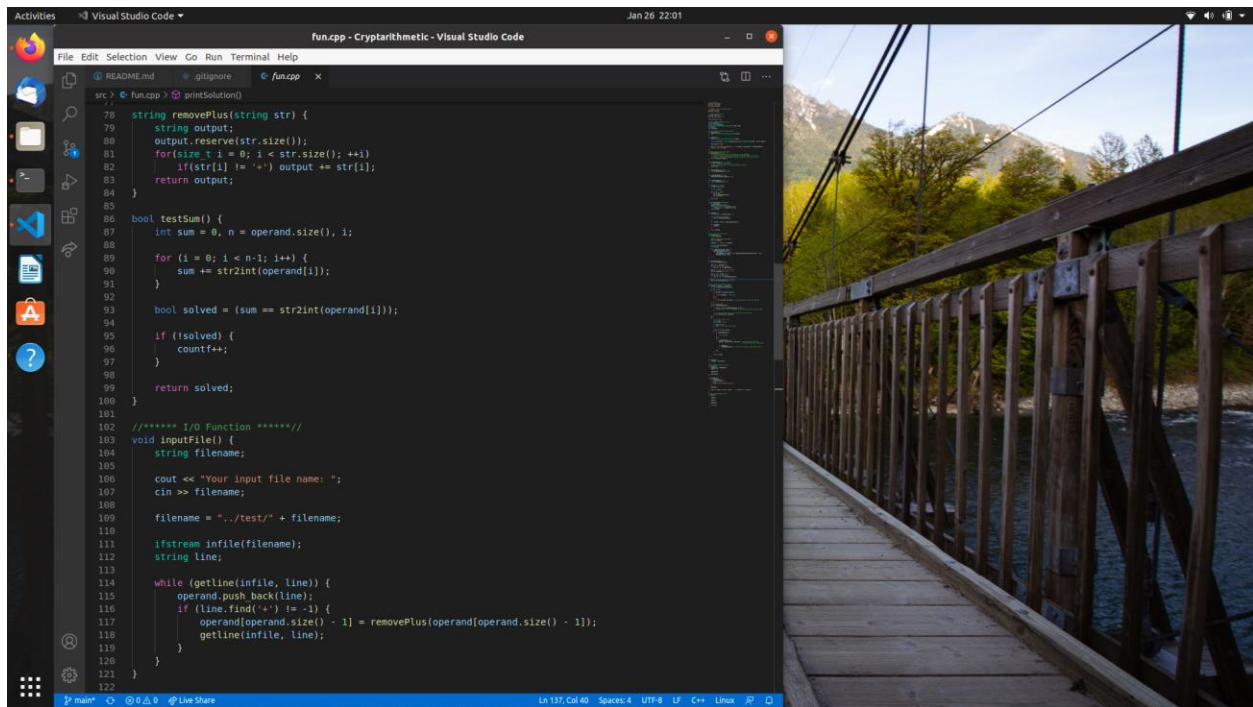 Activities
Visual Studio Code
Jan 26 22:01
fun.cpp - Cryptarithmetic - Visual Studio Code
File Edit Selection View Go Run Terminal Help
README.md .gitignore fun.cpp
src > fun.cpp > printSolution()
77
78 string removePlus(string str) {
79 string output;
80 output.reserve(str.size());
81 for(size_t i = 0; i < str.size(); ++i)
82 if(str[i] != '+') output += str[i];
83 return output;
84 }
85
86 bool testSum() {
87 int sum = 0, n = operand.size(), i;
88
89 for (i = 0; i < n-1; i++) {
90 sum += str2int(operand[i]);
91 }
92
93 bool solved = (sum == str2int(operand[i]));
94
95 if (!solved) {
96 countf++;
97 }
98
99 return solved;
100 }
101
102 //****** I/O Function ******//
103 void inputFile() {
104 string filename;
105
106 cout << "Your input file name: ";
107 cin >> filename;
108
109 filename = "../test/" + filename;
110
111 ifstream infile(filename);
112 string line;
113
114 while (getline(infile, line)) {
115 operand.push_back(line);
116 if (line.find('+') != -1) {
117 operand[operand.size() - 1] = removePlus(operand[operand.size() - 1]);
118 getline(infile, line);
119 }
120 }
121 }
122
main* 0 0 Live Share Ln 137, Col 40 Spaces: 4 UTF-8 LF C++ Linux